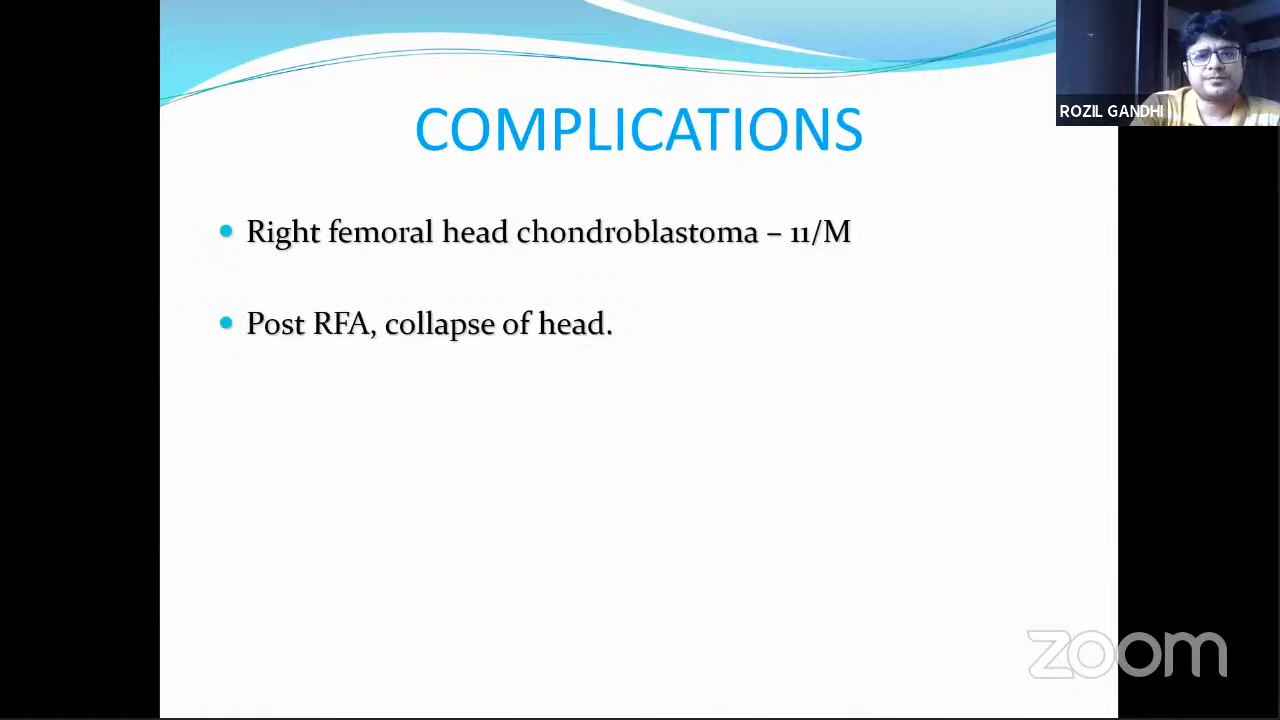 ROZIL GANDHI
COMPLICATIONS
• Right femoral head chondroblastoma – 11/M
• Post RFA, collapse of head.
zoom